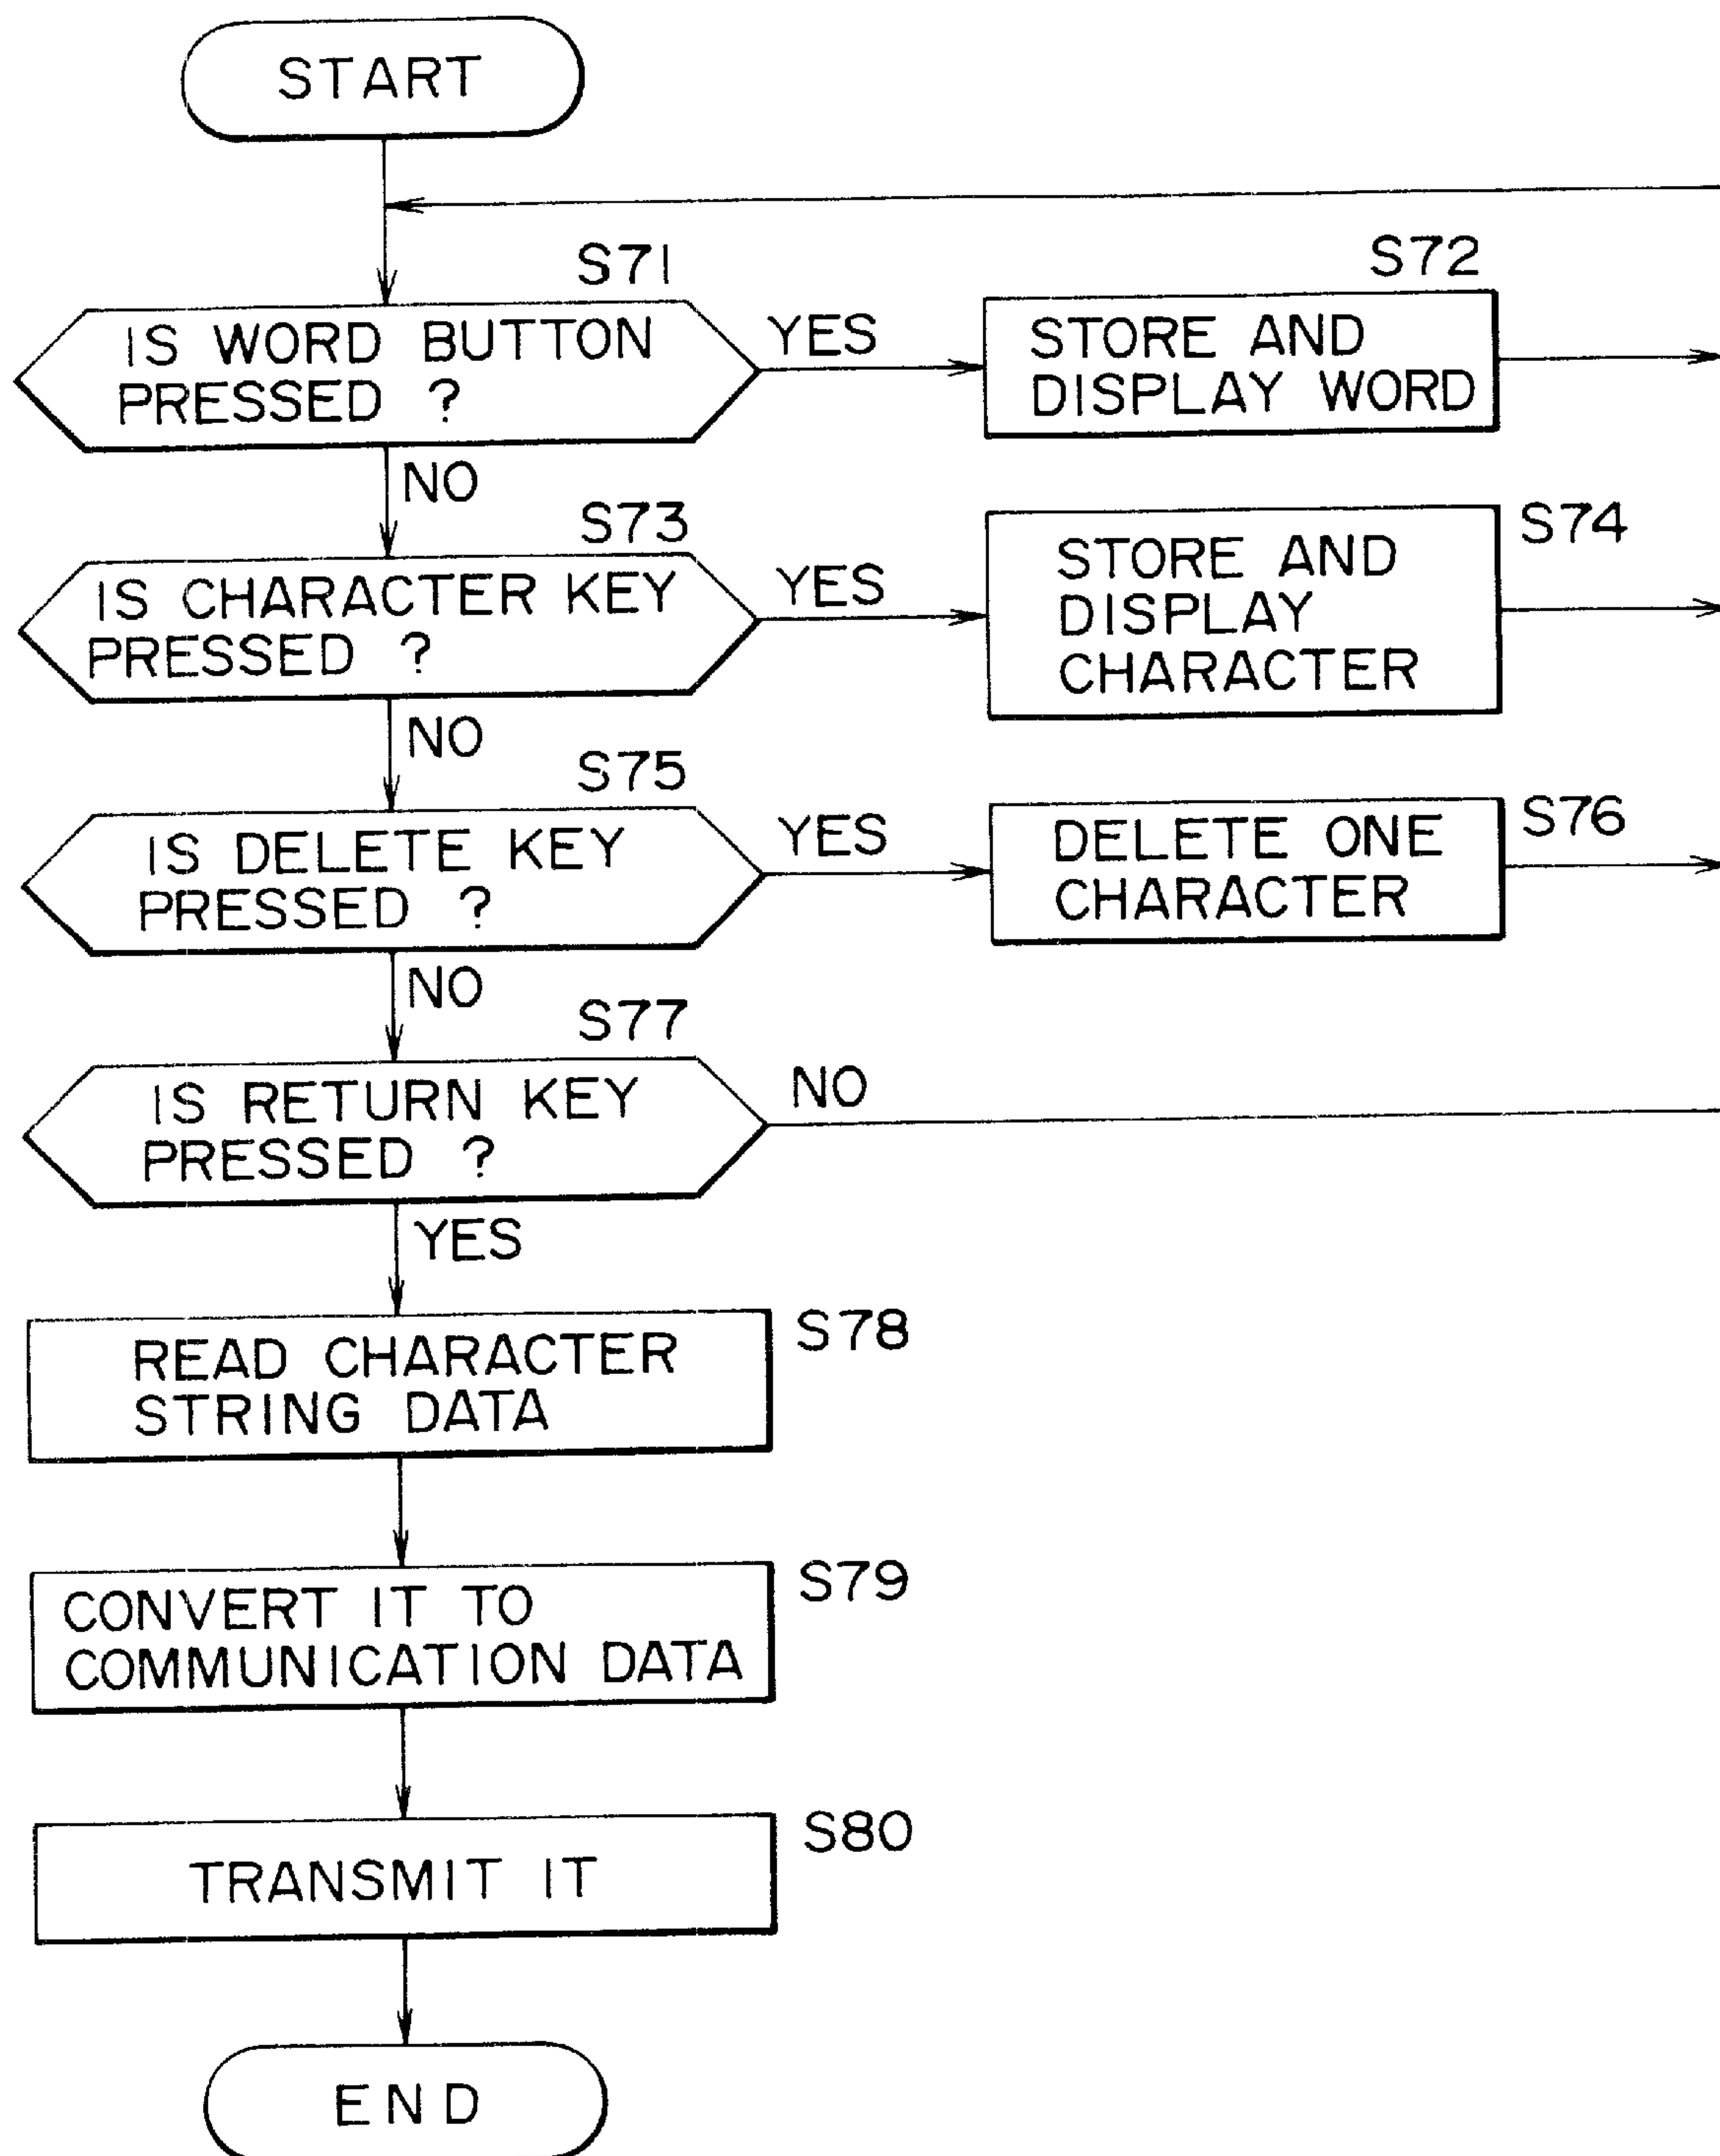 START
S71
IS WORD BUTTON
PRESSED ?
YES
S72
STORE AND
DISPLAY WORD
NO
S73
IS CHARACTER KEY
PRESSED ?
YES
S74
STORE AND
DISPLAY
CHARACTER
NO
S75
IS DELETE KEY
PRESSED ?
YES
S76
DELETE ONE
CHARACTER
NO
S77
IS RETURN KEY
PRESSED ?
NO
YES
S78
READ CHARACTER
STRING DATA
S79
CONVERT IT TO
COMMUNICATION DATA
S80
TRANSMIT IT
END